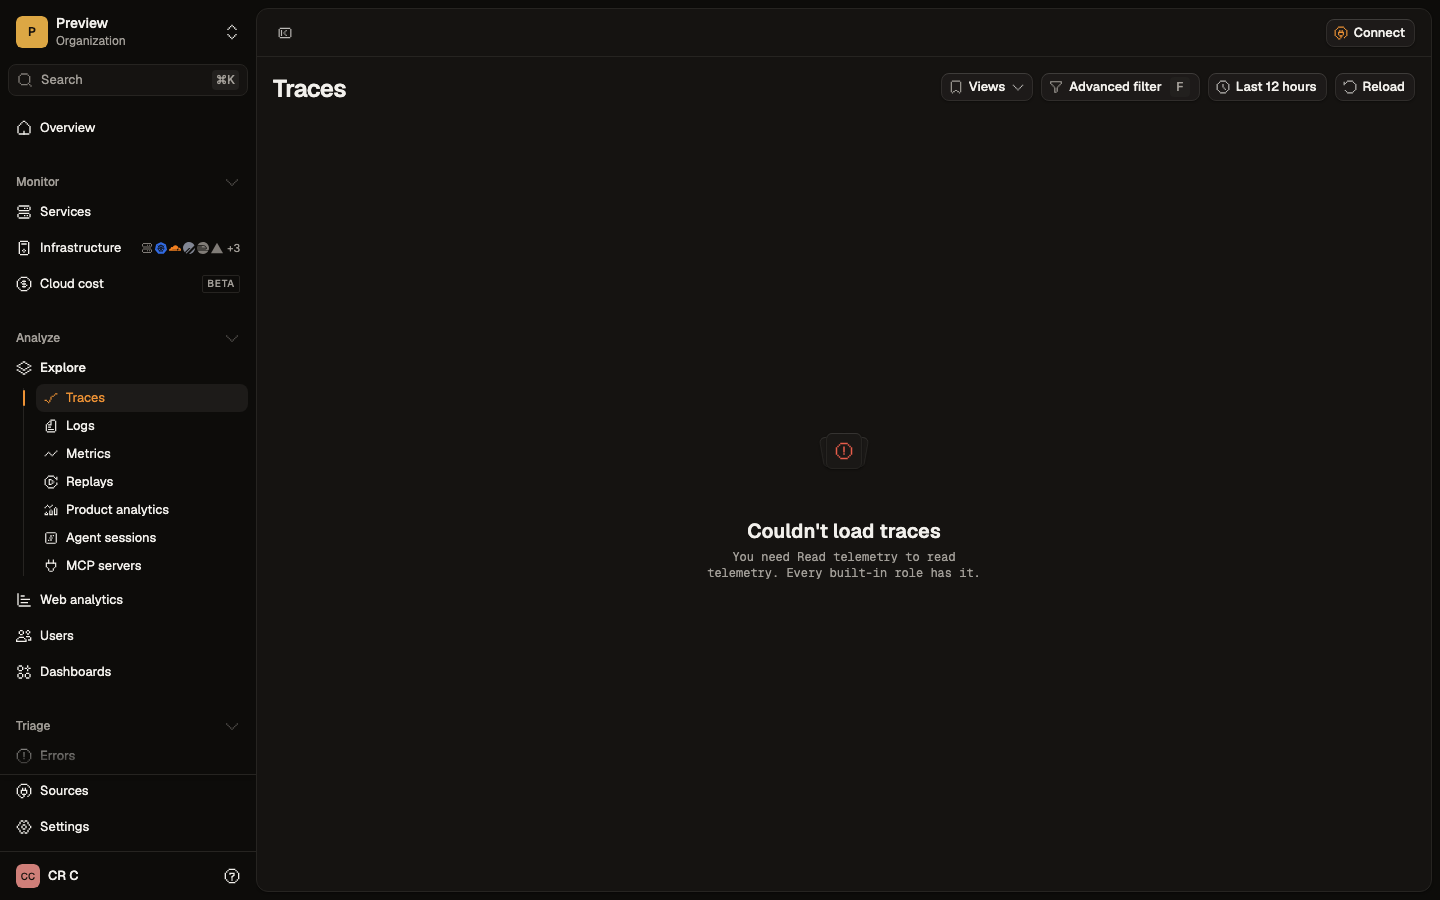 P
Preview
Organization
Search
⌘K
Overview
Monitor
Services
Infrastructure
+3
Cloud cost
BETA
Analyze
Explore
Traces
Logs
Metrics
Replays
Product analytics
Agent sessions
MCP servers
Web analytics
Users
Dashboards
Triage
Errors
Sources
Settings
CC
CR C
Connect
Traces
Views
Advanced filter
F
Last 12 hours
Reload
Couldn't load traces
You need Read telemetry to read
telemetry. Every built-in role has it.